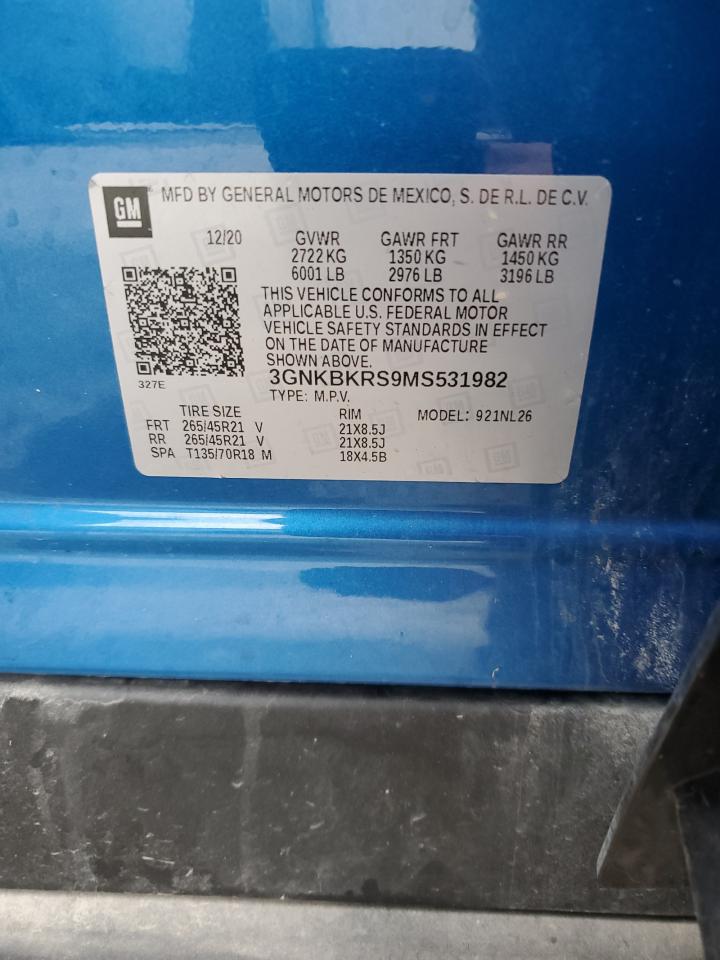 GM MFD BY GENERAL MOTORS DE MEXICO, S. DE R.L. DE C.V.
12/20 GVWR GAWR FRT GAWR RR
2722 KG 1350 KG 1450 KG
6001 LB 2976 LB 3196 LB
THIS VEHICLE CONFORMS TO ALL
APPLICABLE U.S. FEDERAL MOTOR
VEHICLE SAFETY STANDARDS IN EFFECT
ON THE DATE OF MANUFACTURE
SHOWN ABOVE.
327E 3GNKBKRS9MS531982
TYPE: M.P.V.
TIRE SIZE RIM MODEL: 921NL26
FRT 265/45R21 V 21X8.5J
RR 265/45R21 V 21X8.5J
SPA T135/70R18 M 18X4.5B